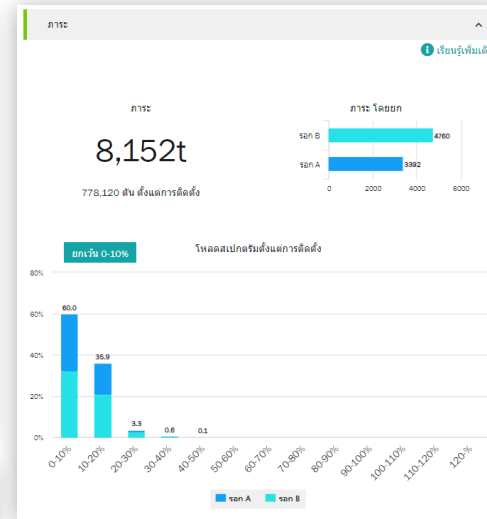 ภาระ
เรียนรู้เพิ่มเติ
ภาระ
8,152t
778,120 ตัน ตั้งแต่การติดตั้ง
ภาระ โดยยก
รอก B
4760
รอก A
3392
0 2000 4000 6000
ยกเว้น 0-10%
โหลดสเปกตรัมตั้งแต่การติดตั้ง
80%
60%
40%
20%
0%
60.0
35.9
3.3
0.6
0.1
0-10% 10-20% 20-30% 30-40% 40-50% 50-60% 60-70% 70-80% 80-90% 90-100% 100-110% 110-120% 120-%
รอก A รอก B